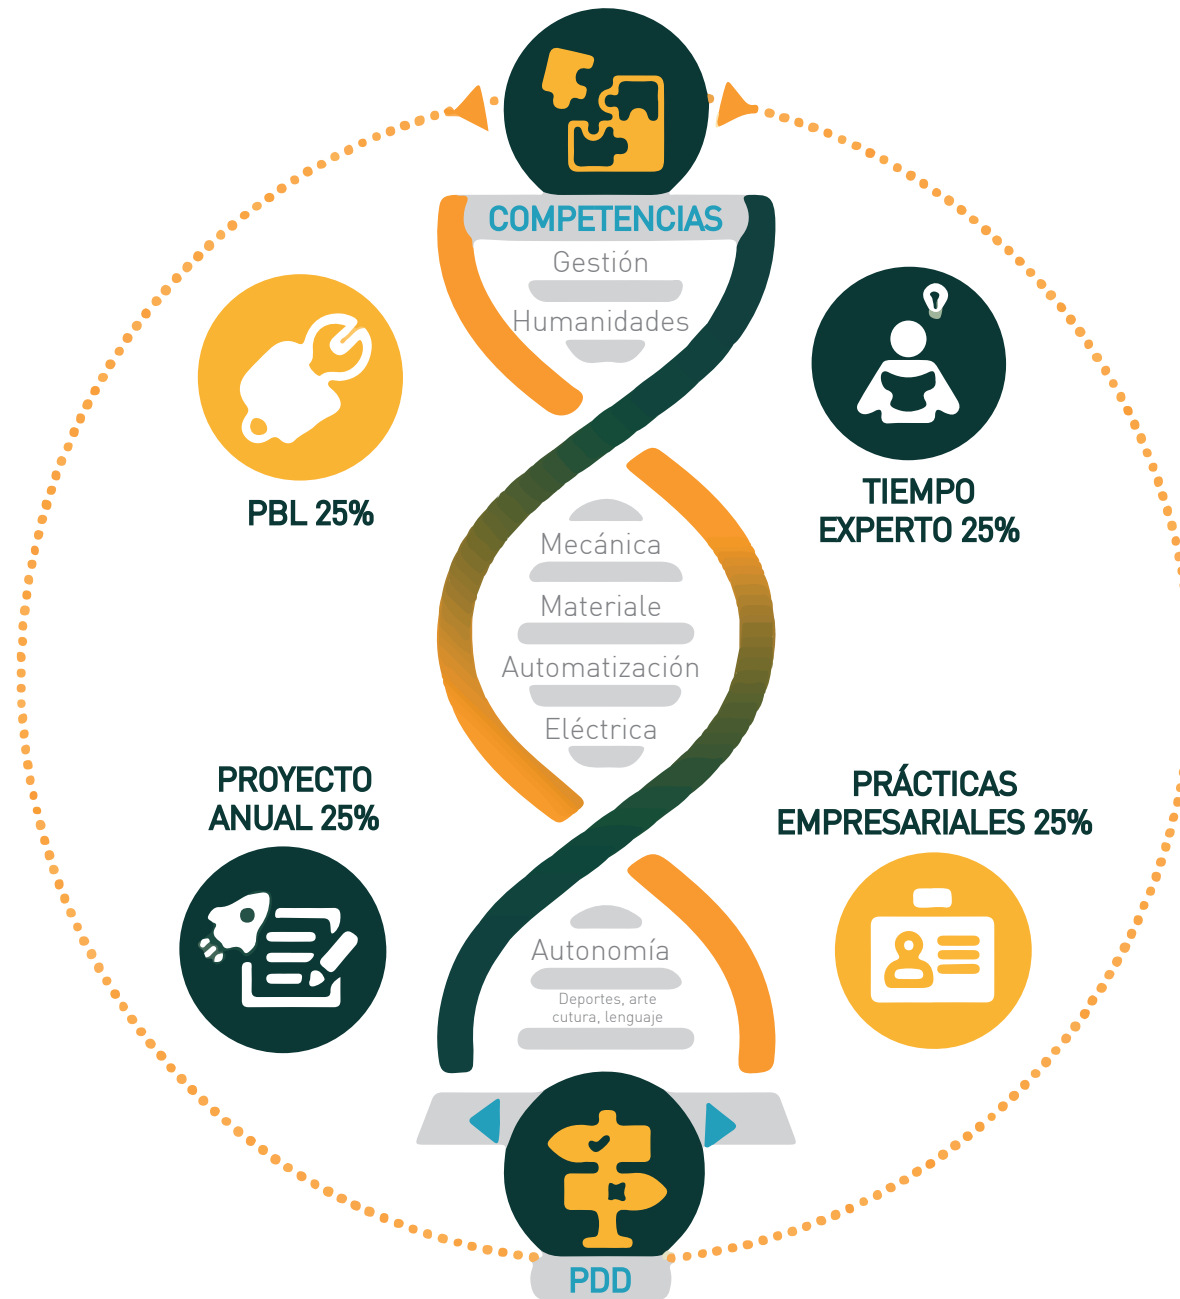 COMPETENCIAS
Gestión
Humanidades
PBL 25%
TIEMPO
EXPERTO 25%
Mecánica
Materiale
Automatización
Eléctrica
PROYECTO
ANUAL 25%
PRÁCTICAS
EMPRESARIALES 25%
Autonomía
Deportes, arte
cutura, lenguaje
PDD